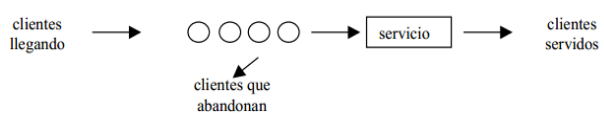 clientes
llegando
servicio
clientes
servidos
clientes que
abandonan